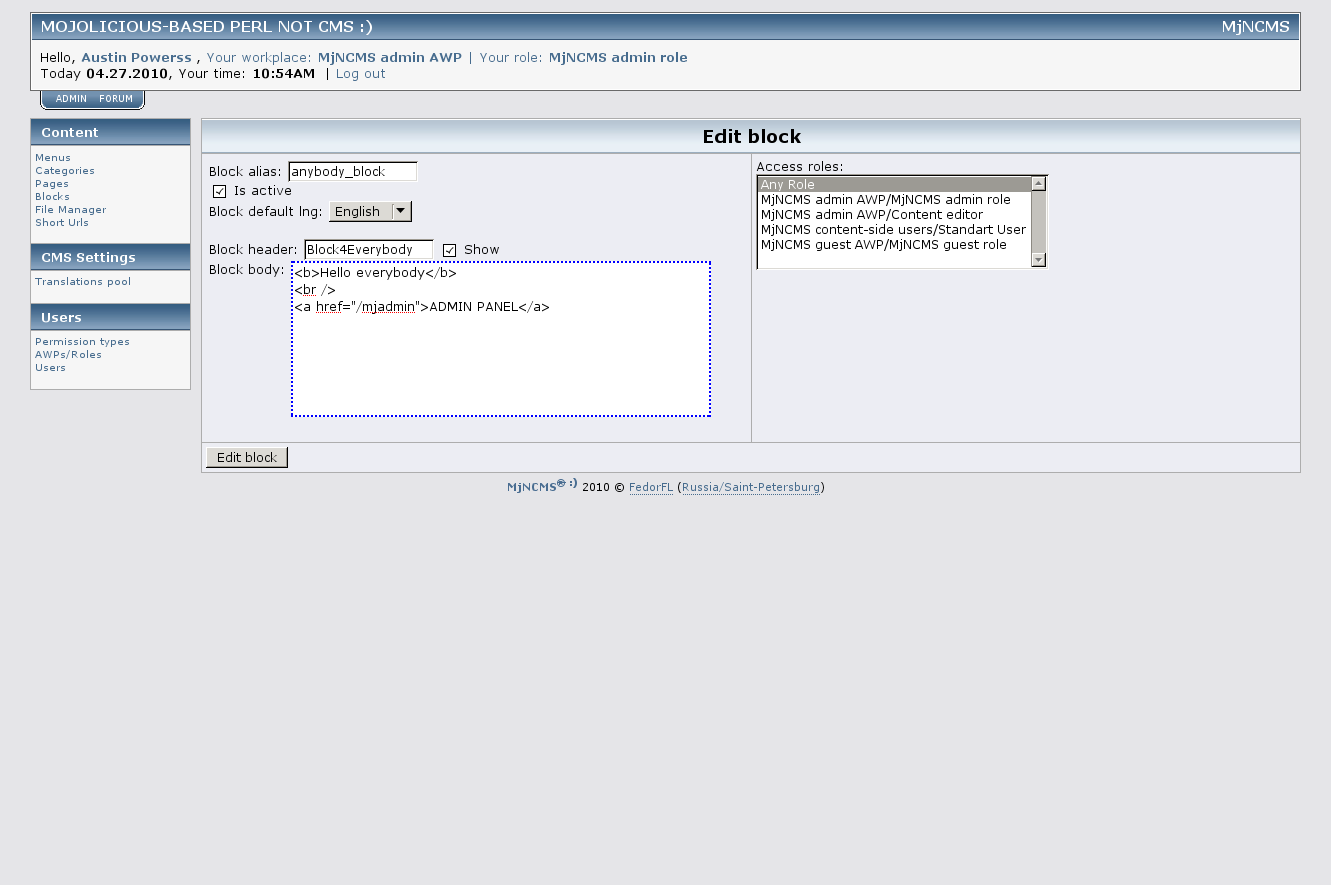 MOJOLICIOUS-BASED PERL NOT CMS :) MjNCMS
Hello, Austin Powerss , Your workplace: MjNCMS admin AWP | Your role: MjNCMS admin role
Today 04.27.2010, Your time: 10:54AM | Log out
ADMIN FORUM
Content
Menus
Categories
Pages
Blocks
File Manager
Short Urls
CMS Settings
Translations pool
Users
Permission types
AWPs/Roles
Users
Edit block
Block alias: anybody_block
Is active
Block default lng: English
Block header: Block4Everybody Show
Block body: <b>Hello everybody</b>
<br />
<a href="/mjadmin">ADMIN PANEL</a>
Access roles:
Any Role
MjNCMS admin AWP/MjNCMS admin role
MjNCMS admin AWP/Content editor
MjNCMS content-side users/Standart User
MjNCMS guest AWP/MjNCMS guest role
Edit block
MjNCMS® :) 2010 © FedorFL (Russia/Saint-Petersburg)